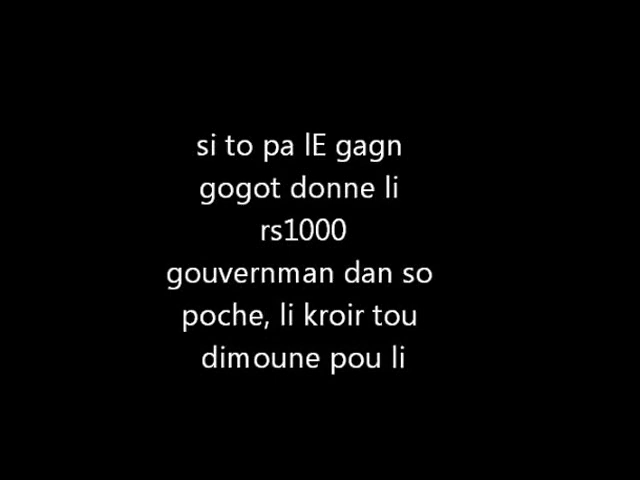 si to pa lE gagn
gogot donne li
rs1000
gouvernman dan so
poche, li kroir tou
dimoune pou li